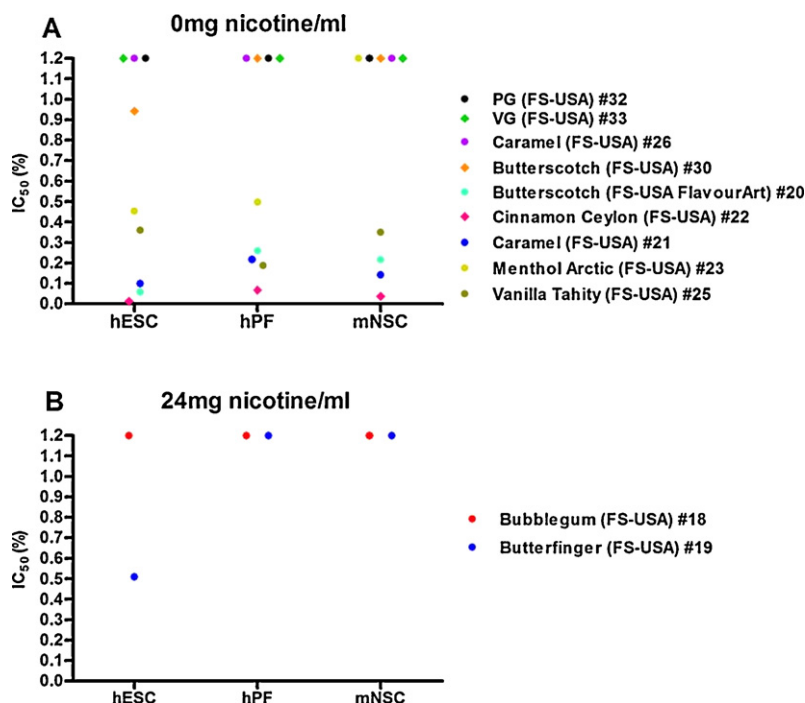 A
0mg nicotine/ml
1.2
1.1
1.0
0.9
0.8
0.7
0.6
0.5
0.4
0.3
0.2
0.1
0.0
IC50 (%)
hESC
hPF
mNSC
PG (FS-USA) #32
VG (FS-USA) #33
Caramel (FS-USA) #26
Butterscotch (FS-USA) #30
Butterscotch (FS-USA FlavourArt) #20
Cinnamon Ceylon (FS-USA) #22
Caramel (FS-USA) #21
Menthol Arctic (FS-USA) #23
Vanilla Tahity (FS-USA) #25
B
24mg nicotine/ml
1.2
1.1
1.0
0.9
0.8
0.7
0.6
0.5
0.4
0.3
0.2
0.1
0.0
IC50 (%)
hESC
hPF
mNSC
Bubblegum (FS-USA) #18
Butterfinger (FS-USA) #19